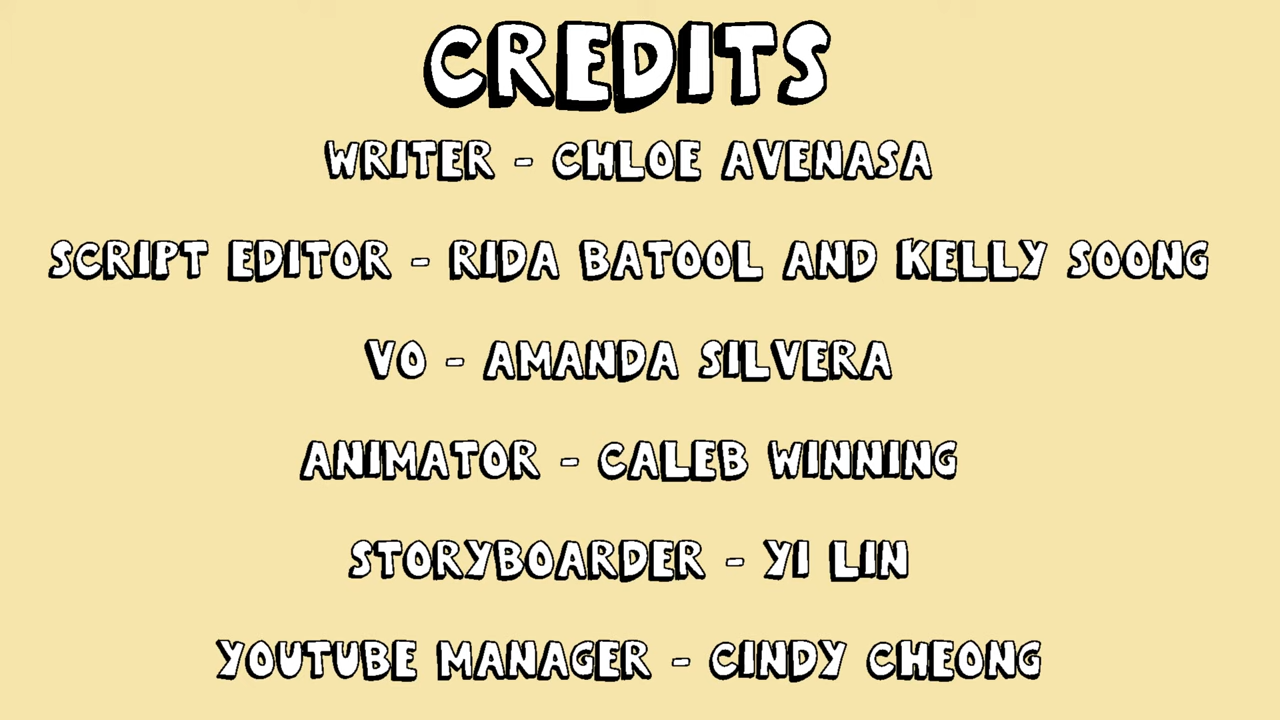 CREDITS
WRITER - CHLOE AVENASA
SCRIPT EDITOR - RIDA BATOOL AND KELLY SOONG
VO - AMANDA SILVERA
ANIMATOR - CALEB WINNING
STORYBOARDER - YI LIN
YOUTUBE MANAGER - CINDY CHEONG